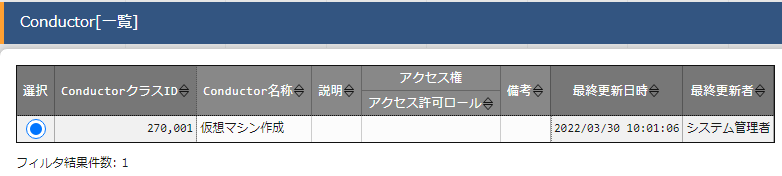 Conductor[一覧]
選択 ConductorクラスID Conductor名称 説明 アクセス権 備考 最終更新日時 最終更新者
アクセス許可ロール
270,001 仮想マシン作成 2022/03/30 10:01:06 システム管理者
フィルタ結果件数: 1